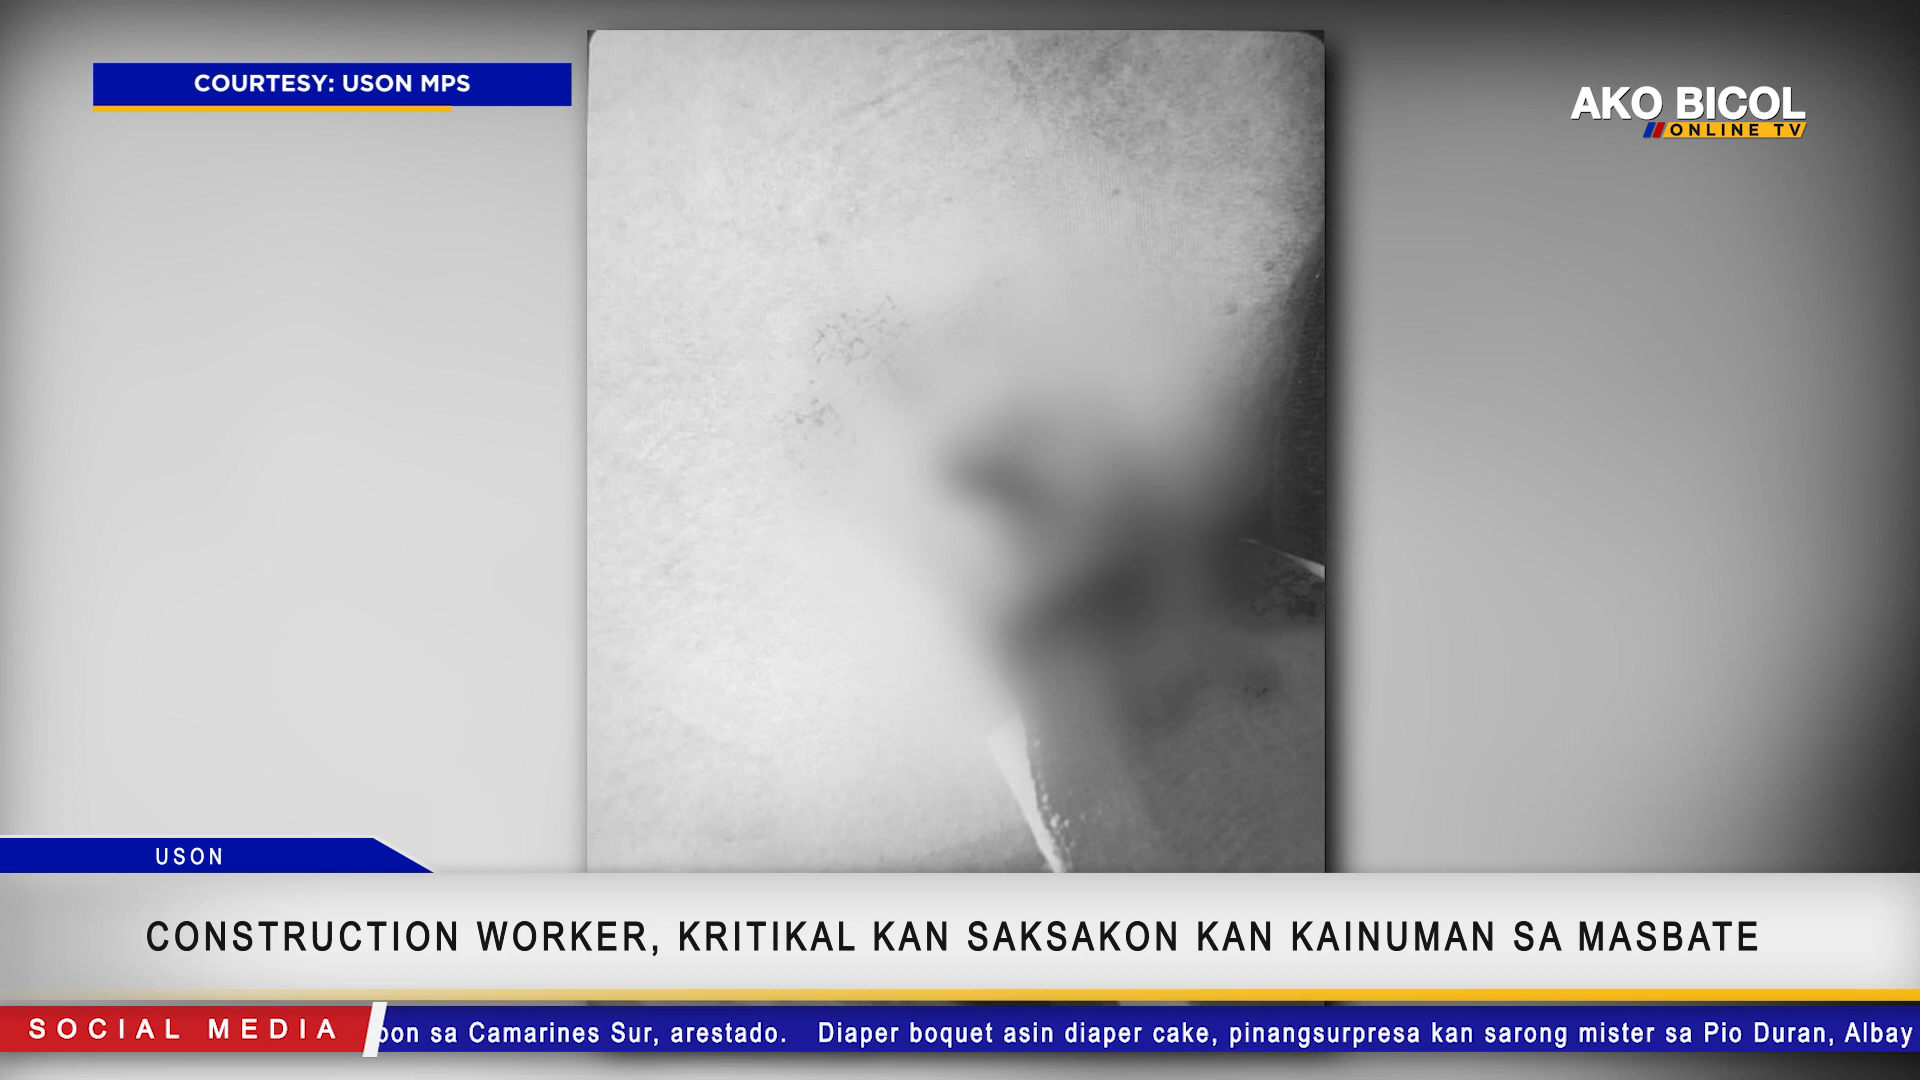 COURTESY: USON MPS
AKO BICOL
ONLINE TV
USON
CONSTRUCTION WORKER, KRITIKAL KAN SAKSAKON KAN KAINUMAN SA MASBATE
SOCIAL MEDIA
sa Camarines Sur, arestado. Diaper boquet asin diaper cake, pinangsurpresa kan sarong mister sa Pio Duran, Albay